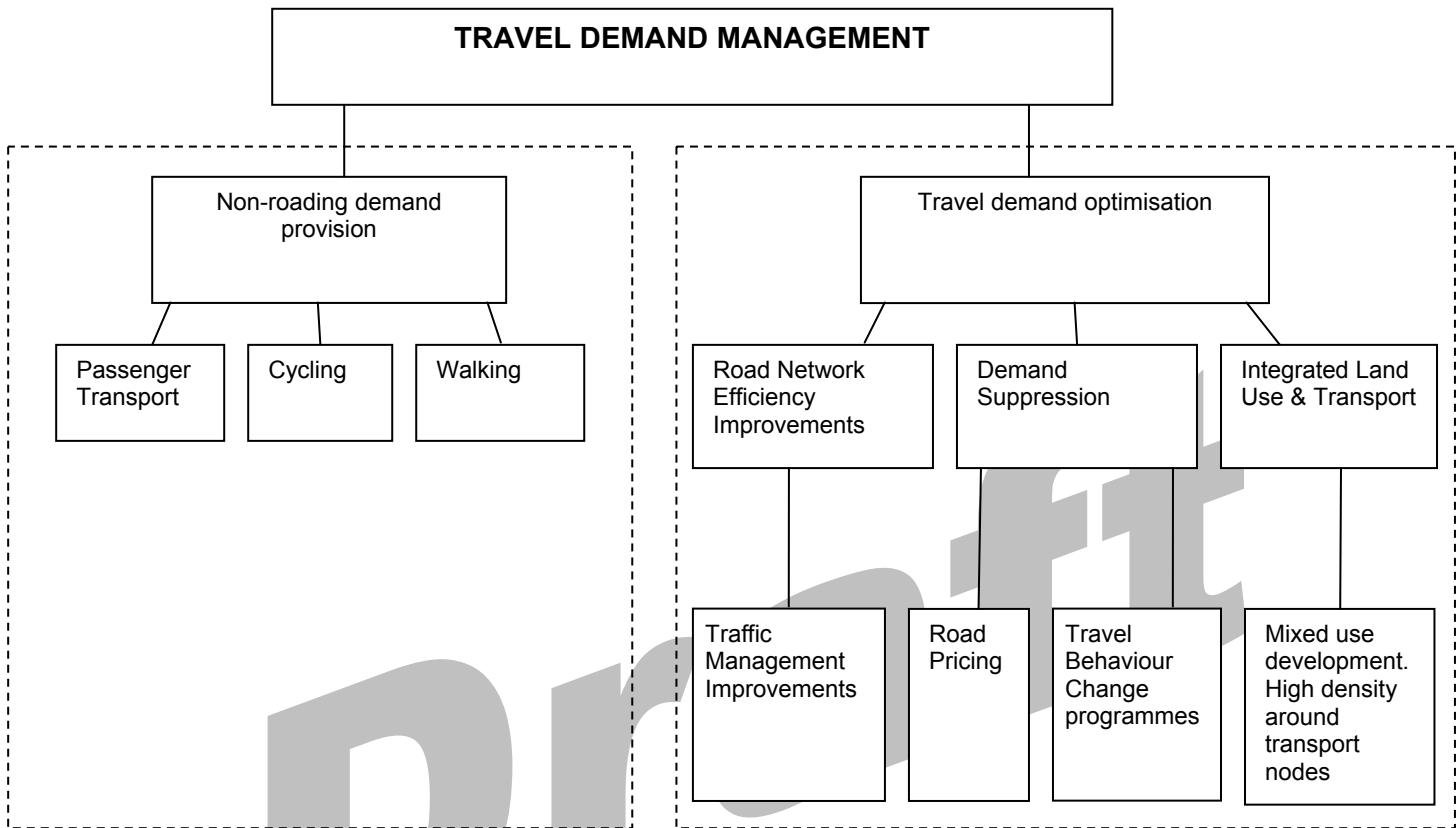 TRAVEL DEMAND MANAGEMENT
Non-roading demand
provision
Travel demand optimisation
Passenger
Transport
Cycling
Walking
Road Network
Efficiency
Improvements
Demand
Suppression
Integrated Land
Use & Transport
Traffic
Management
Improvements
Road
Pricing
Travel
Behaviour
Change
programmes
Mixed use
development.
High density
around
transport
nodes
Draft